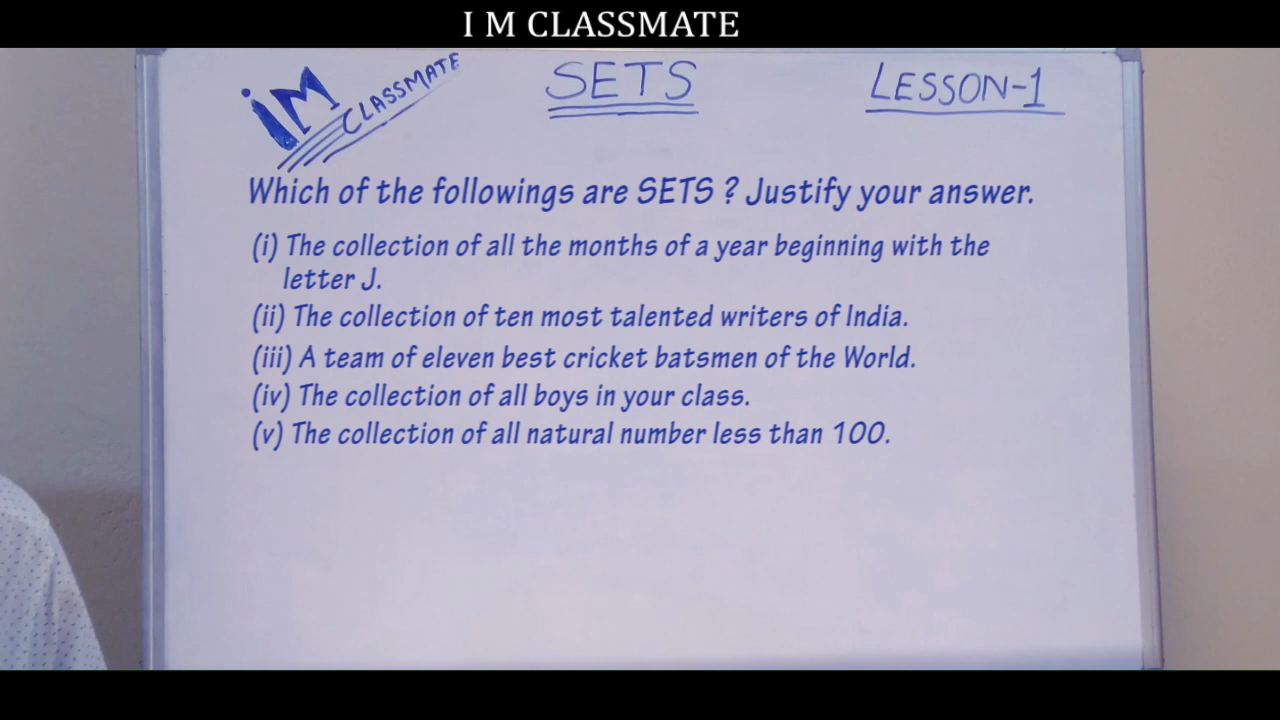 I M CLASSMATE
iM CLASSMATE
SETS
LESSON-1
Which of the followings are SETS ? Justify your answer.
(i) The collection of all the months of a year beginning with the
letter J.
(ii) The collection of ten most talented writers of India.
(iii) A team of eleven best cricket batsmen of the World.
(iv) The collection of all boys in your class.
(v) The collection of all natural number less than 100.